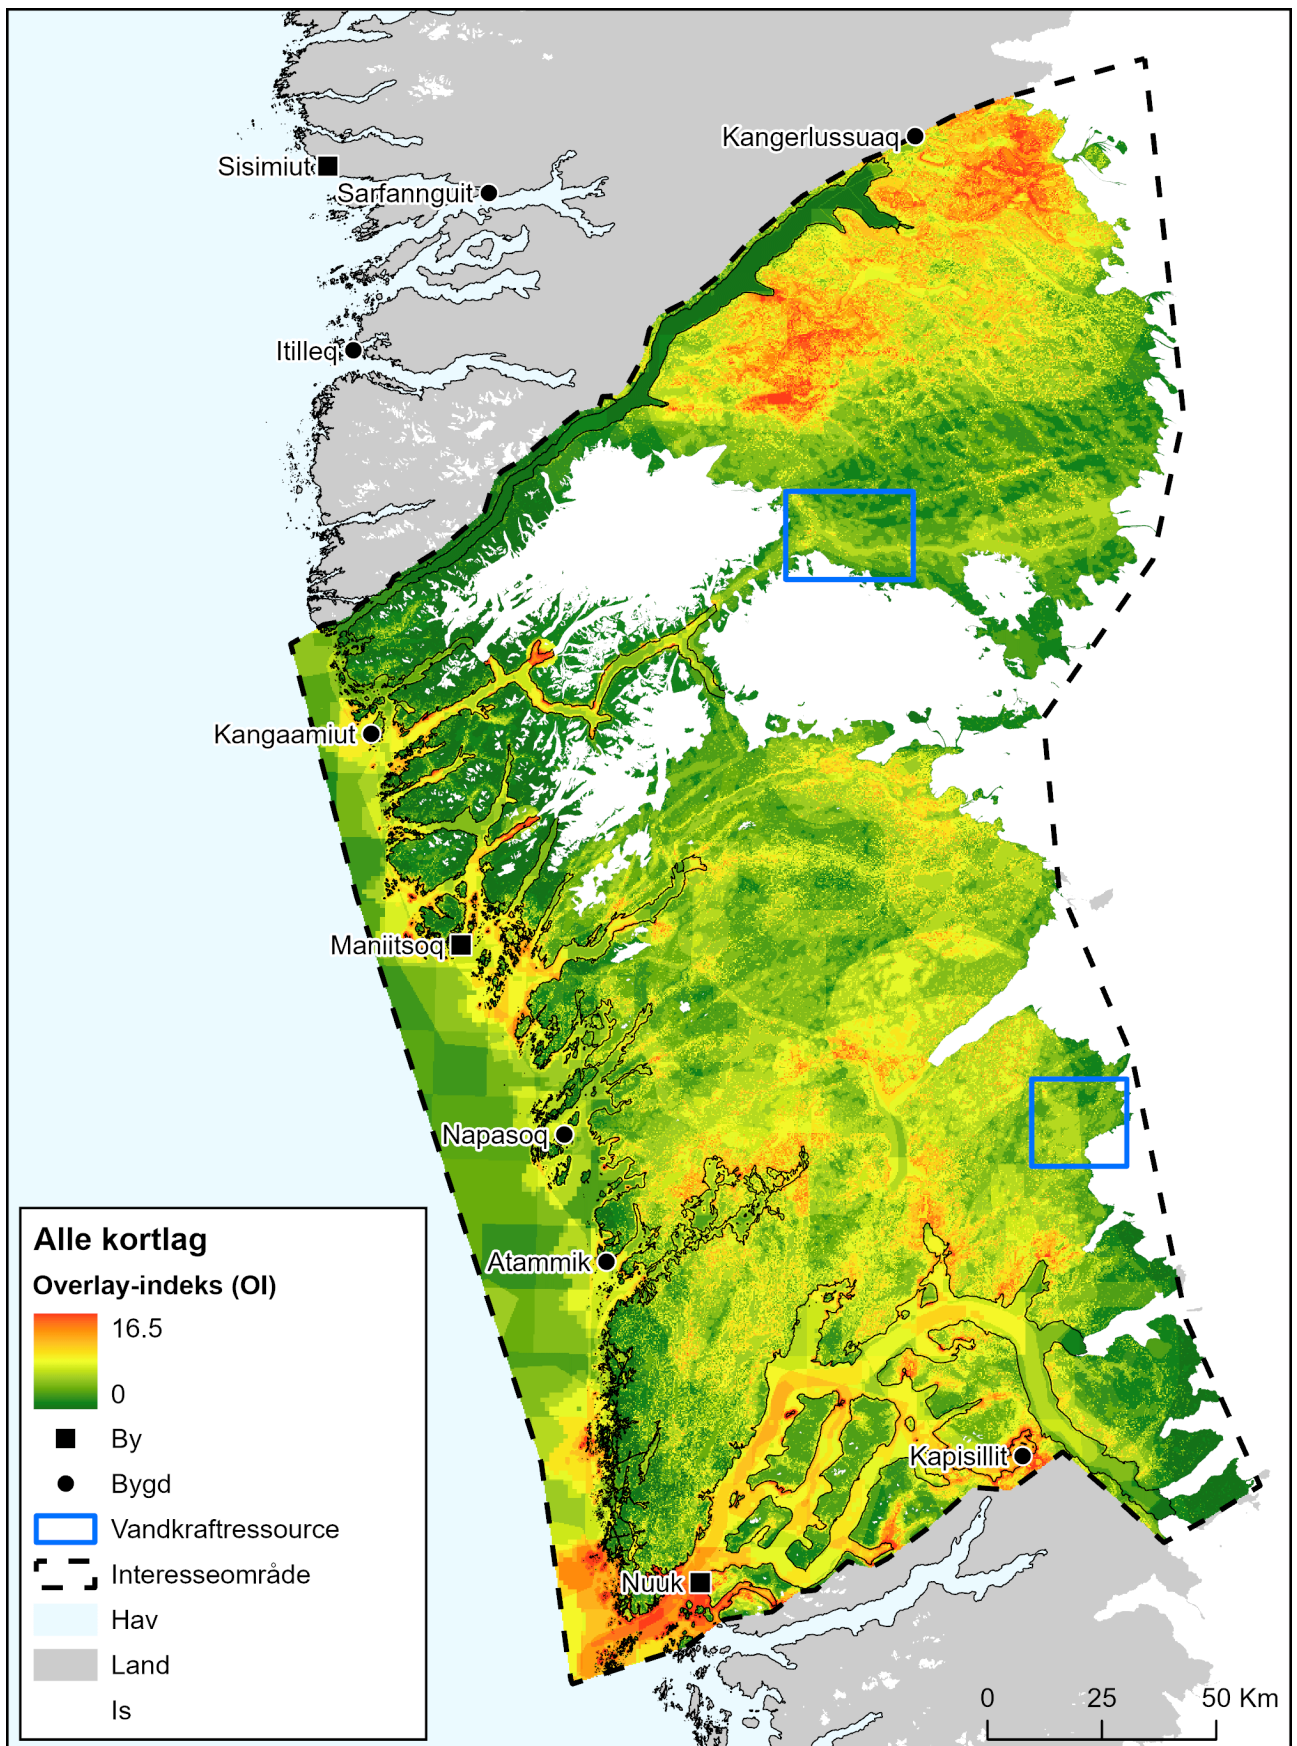 Kangerlussuaq
Sisimiut
Sarfannguit
Itilleq
Kangaamiut
Maniitsoq
Napasoq
Atammik
Kapisillit
Nuuk
Alle kortlag
Overlay-indeks (OI)
16.5
0
By
Bygd
Vandkraftressource
Interesseområde
Hav
Land
Is
0 25 50 Km